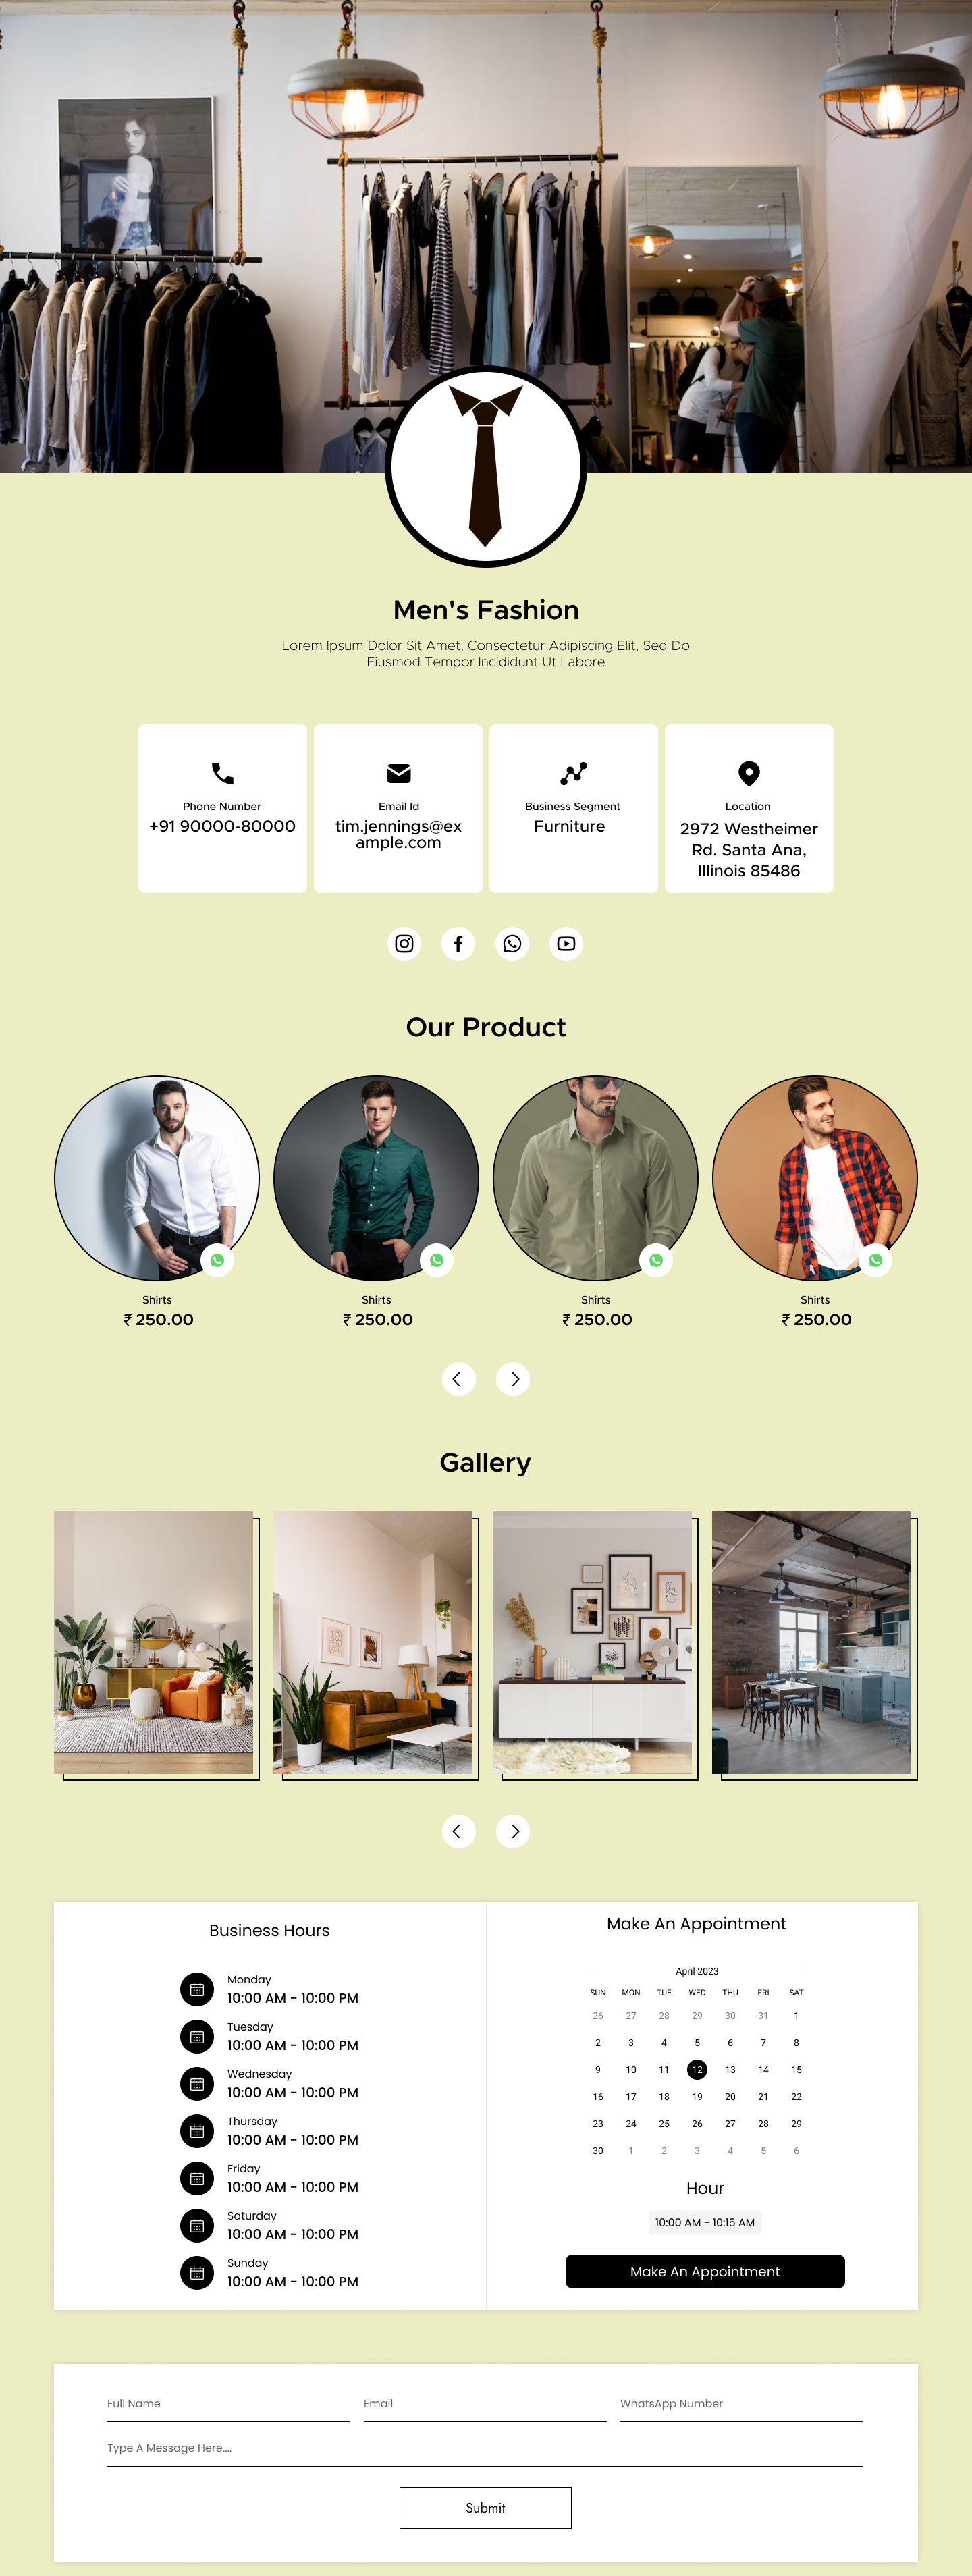 Men's Fashion
Lorem Ipsum Dolor Sit Amet, Consectetur Adipiscing Elit, Sed Do
Eiusmod Tempor Incididunt Ut Labore
Phone Number
+91 90000-80000
Email Id
tim.jennings@ex
ample.com
Business Segment
Furniture
Location
2972 Westheimer
Rd. Santa Ana,
Illinois 85486
Our Product
Shirts
₹ 250.00
Shirts
₹ 250.00
Shirts
₹ 250.00
Shirts
₹ 250.00
Gallery
Business Hours
Monday
10:00 AM - 10:00 PM
Tuesday
10:00 AM - 10:00 PM
Wednesday
10:00 AM - 10:00 PM
Thursday
10:00 AM - 10:00 PM
Friday
10:00 AM - 10:00 PM
Saturday
10:00 AM - 10:00 PM
Sunday
10:00 AM - 10:00 PM
Make An Appointment
April 2023
SUN MON TUE WED THU FRI SAT
26 27 28 29 30 31 1
2 3 4 5 6 7 8
9 10 11 12 13 14 15
16 17 18 19 20 21 22
23 24 25 26 27 28 29
30 1 2 3 4 5 6
Hour
10:00 AM - 10:15 AM
Make An Appointment
Full Name
Email
WhatsApp Number
Type A Message Here....
Submit